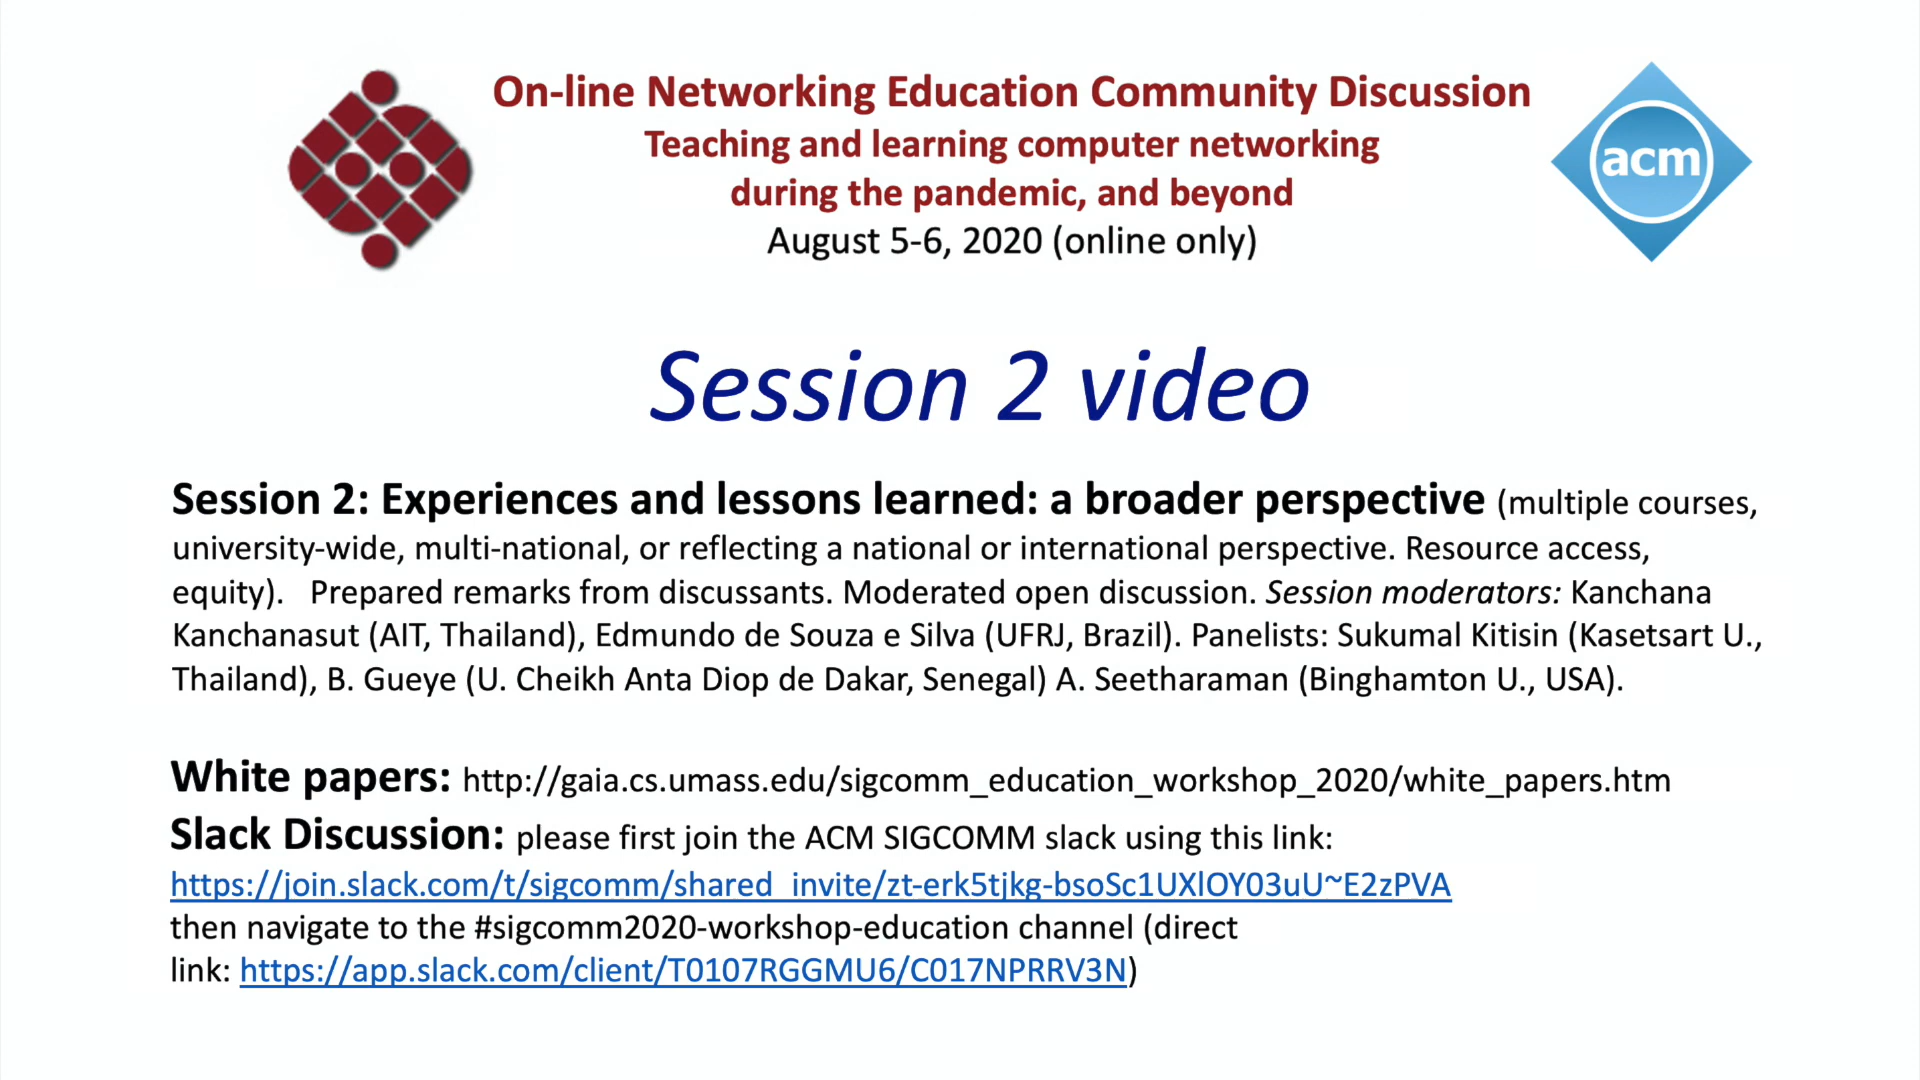 On-line Networking Education Community Discussion
Teaching and learning computer networking
during the pandemic, and beyond
August 5-6, 2020 (online only)
acm
Session 2 video
Session 2: Experiences and lessons learned: a broader perspective (multiple courses,
university-wide, multi-national, or reflecting a national or international perspective. Resource access,
equity).   Prepared remarks from discussants. Moderated open discussion. Session moderators: Kanchana
Kanchanasut (AIT, Thailand), Edmundo de Souza e Silva (UFRJ, Brazil). Panelists: Sukumal Kitisin (Kasetsart U.,
Thailand), B. Gueye (U. Cheikh Anta Diop de Dakar, Senegal) A. Seetharaman (Binghamton U., USA).
White papers: http://gaia.cs.umass.edu/sigcomm_education_workshop_2020/white_papers.htm
Slack Discussion: please first join the ACM SIGCOMM slack using this link:
https://join.slack.com/t/sigcomm/shared_invite/zt-erk5tjkg-bsoSc1UXlOY03uU~E2zPVA
then navigate to the #sigcomm2020-workshop-education channel (direct
link: https://app.slack.com/client/T0107RGGMU6/C017NPRRV3N)